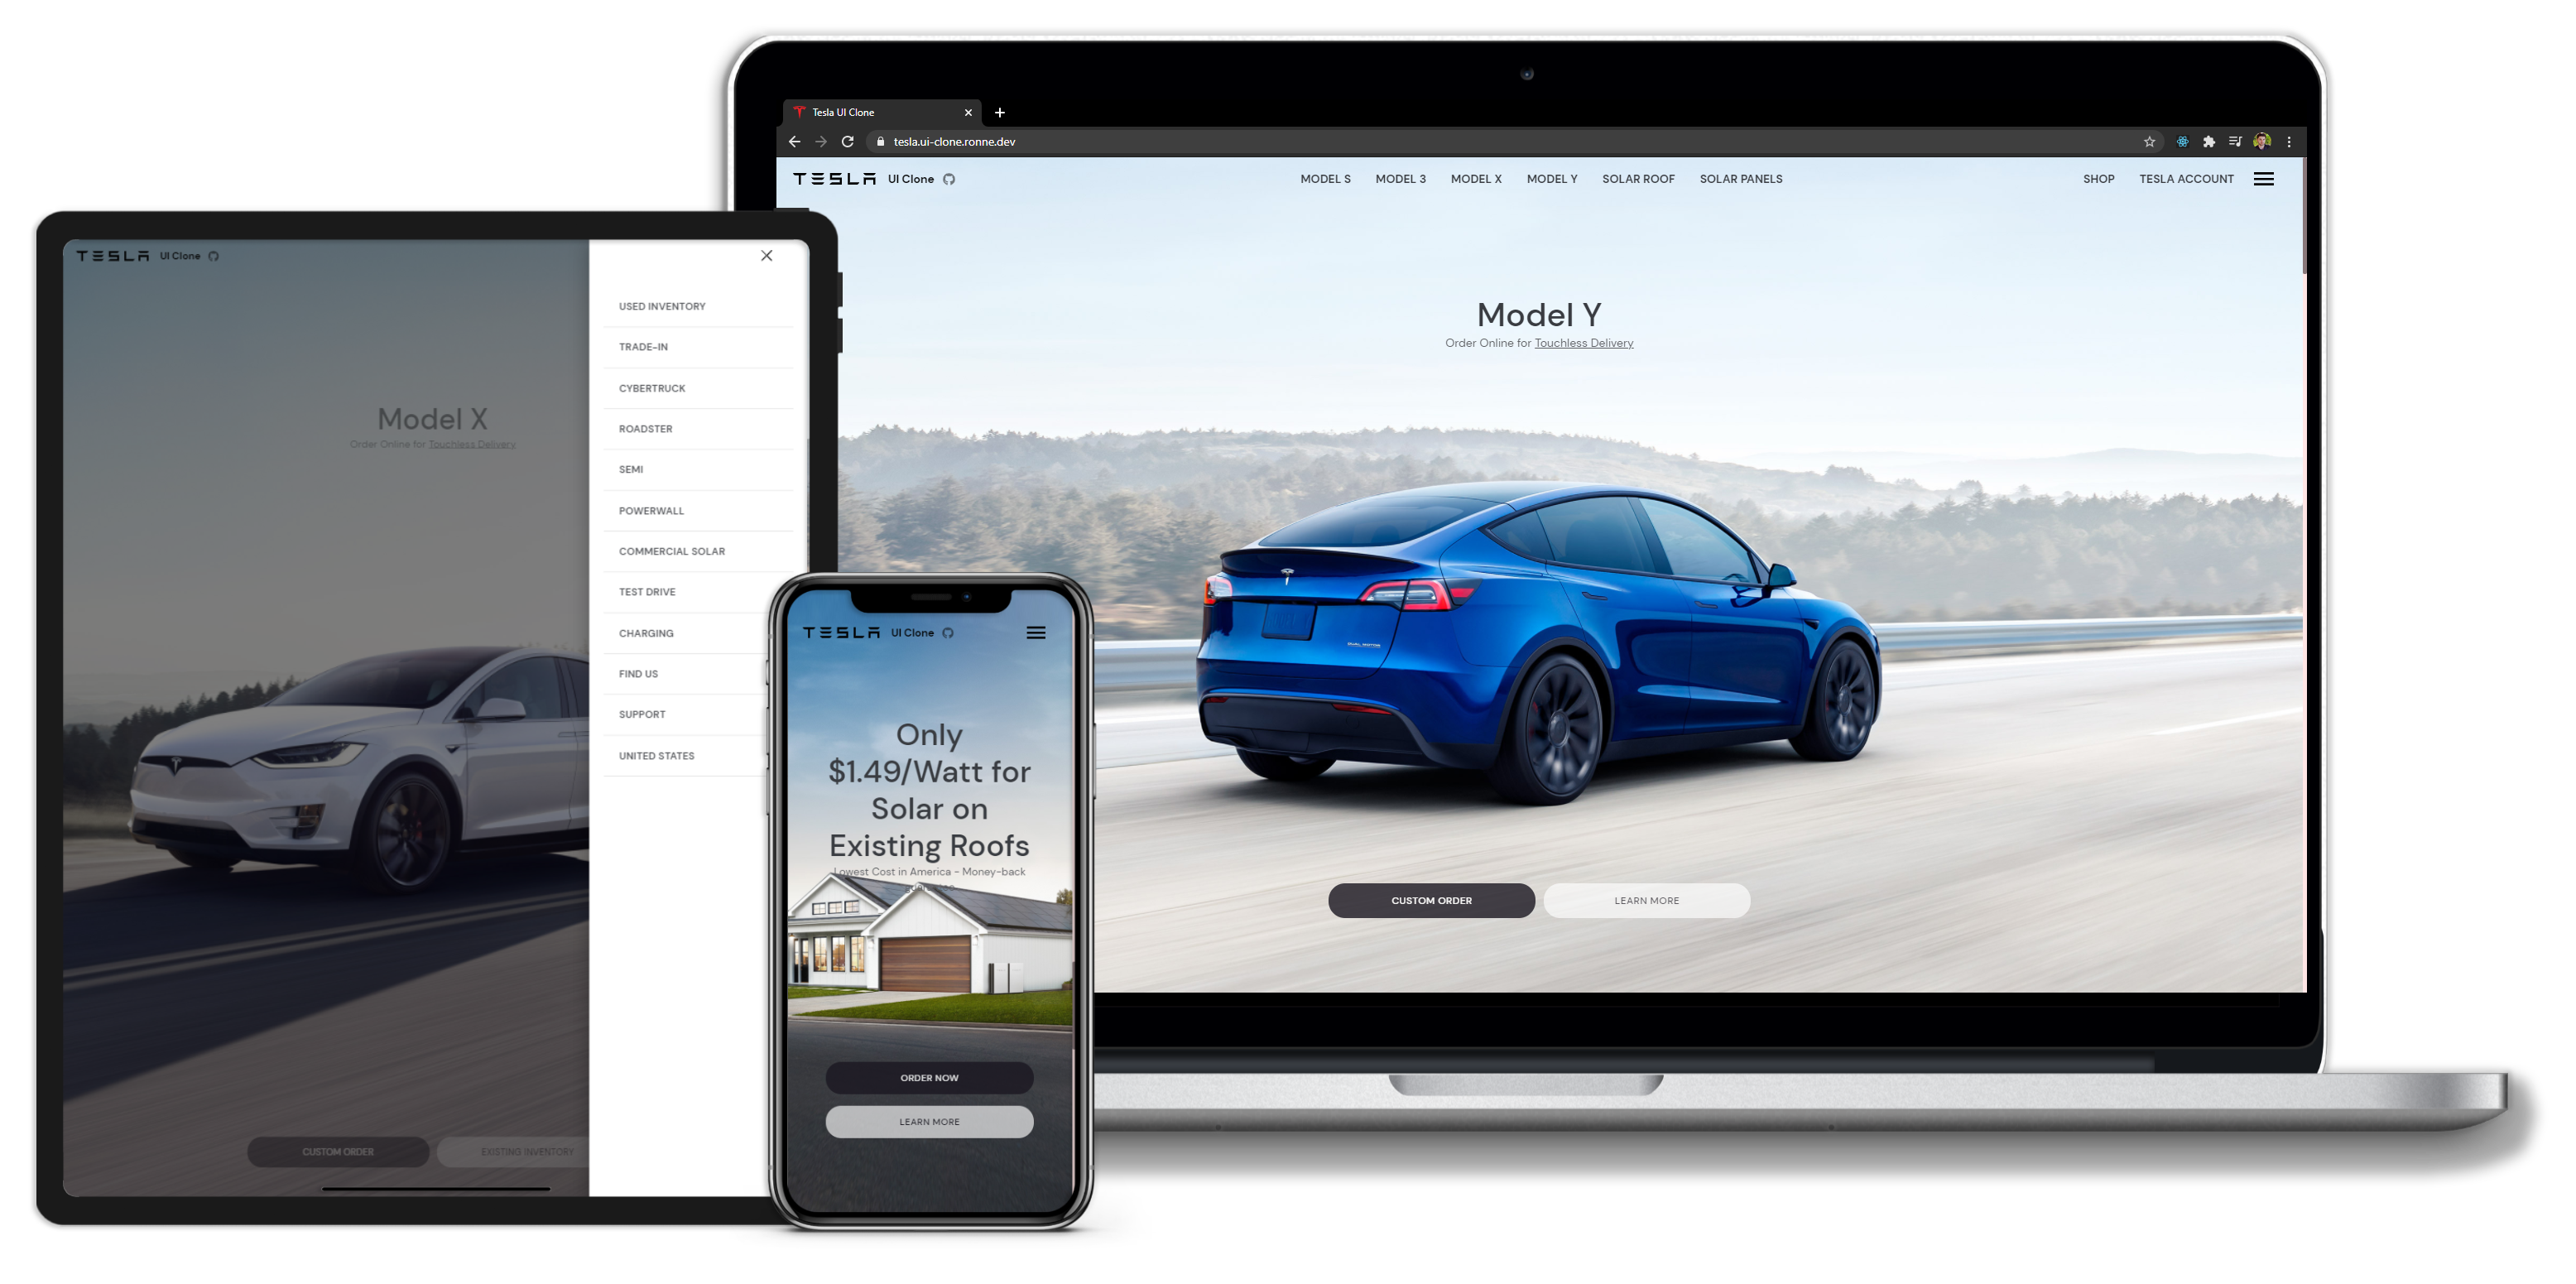 Tesla UI Clone
tesla.ui-clone.ronne.dev
TESLA UI Clone
MODEL S MODEL 3 MODEL X MODEL Y SOLAR ROOF SOLAR PANELS
SHOP TESLA ACCOUNT
Model Y
Order Online for Touchless Delivery
DUAL MOTOR
CUSTOM ORDER
LEARN MORE
TESLA UI Clone
Model X
Order Online for Touchless Delivery
CUSTOM ORDER
EXISTING INVENTORY
USED INVENTORY
TRADE-IN
CYBERTRUCK
ROADSTER
SEMI
POWERWALL
COMMERCIAL SOLAR
TEST DRIVE
CHARGING
FIND US
SUPPORT
UNITED STATES
TESLA UI Clone
Only
$1.49/Watt for
Solar on
Existing Roofs
Lowest Cost in America - Money-back
ORDER NOW
LEARN MORE